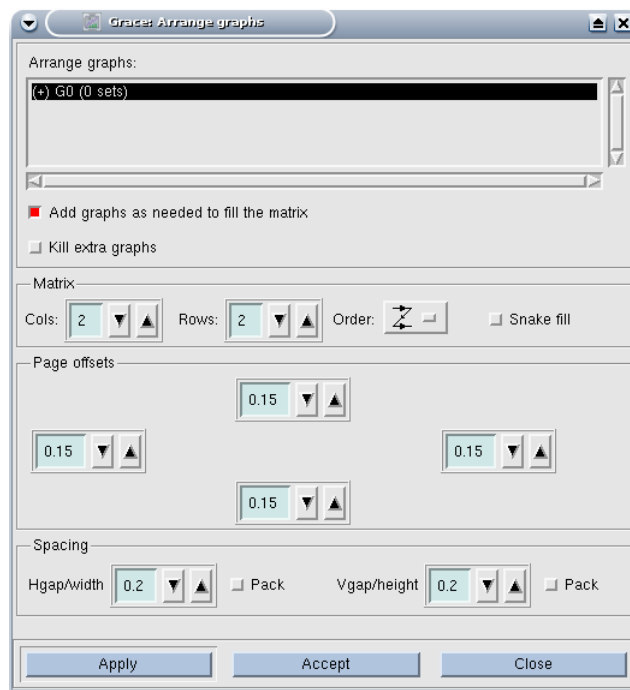 Grace: Arrange graphs
Arrange graphs:
(+) G0 (0 sets)
Add graphs as needed to fill the matrix
Kill extra graphs
Matrix
Cols: 2 Rows: 2 Order: Snake fill
Page offsets
0.15
0.15 0.15
0.15
Spacing
Hgap/width 0.2 Pack Vgap/height 0.2 Pack
Apply Accept Close